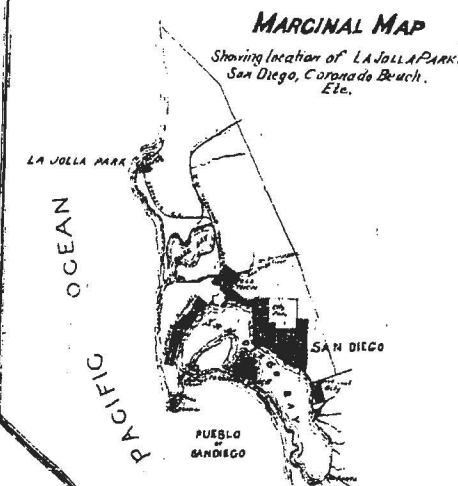 MARGINAL MAP
Showing location of LA JOLLA PARK.
San Diego, Coronado Beach.
Etc.
LA JOLLA PARK
PACIFIC OCEAN
SAN DIEGO
BAY
PUEBLO
OF
SANDIEGO